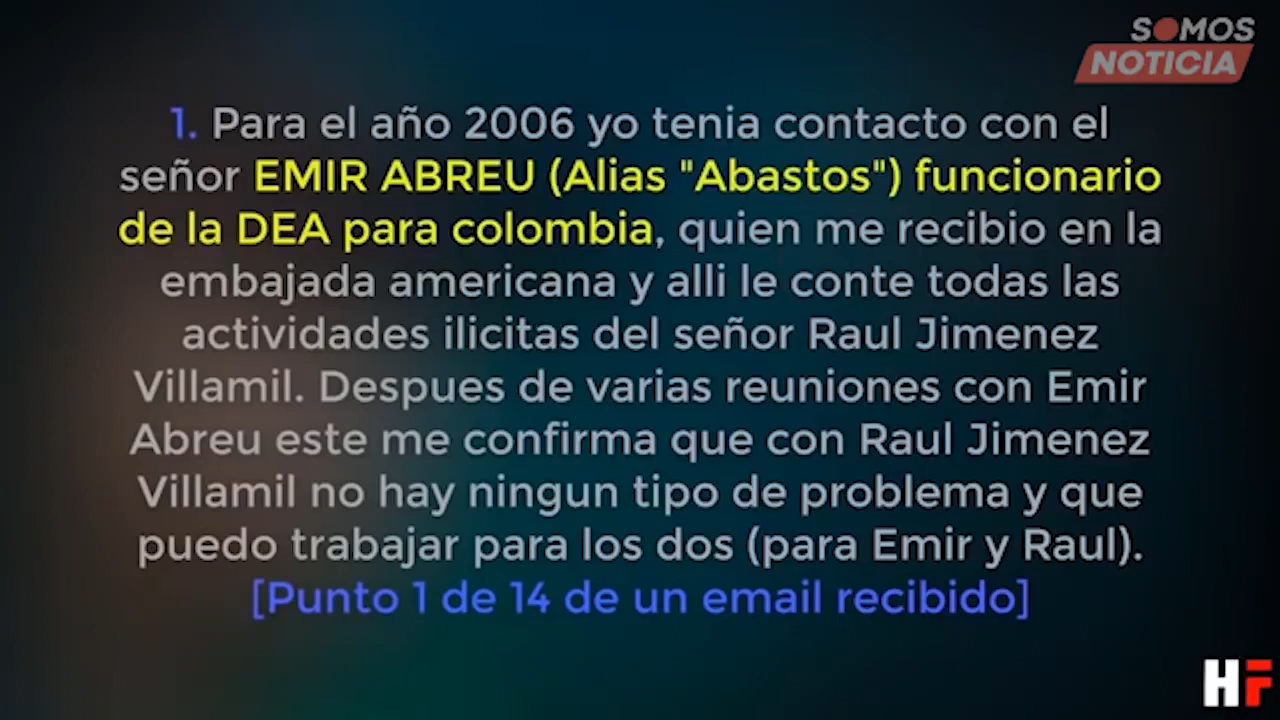 SOMOS
NOTICIA
1. Para el año 2006 yo tenia contacto con el
señor EMIR ABREU (Alias "Abastos") funcionario
de la DEA para colombia, quien me recibio en la
embajada americana y alli le conte todas las
actividades ilicitas del señor Raul Jimenez
Villamil. Despues de varias reuniones con Emir
Abreu este me confirma que con Raul Jimenez
Villamil no hay ningun tipo de problema y que
puedo trabajar para los dos (para Emir y Raul).
[Punto 1 de 14 de un email recibido]
HF